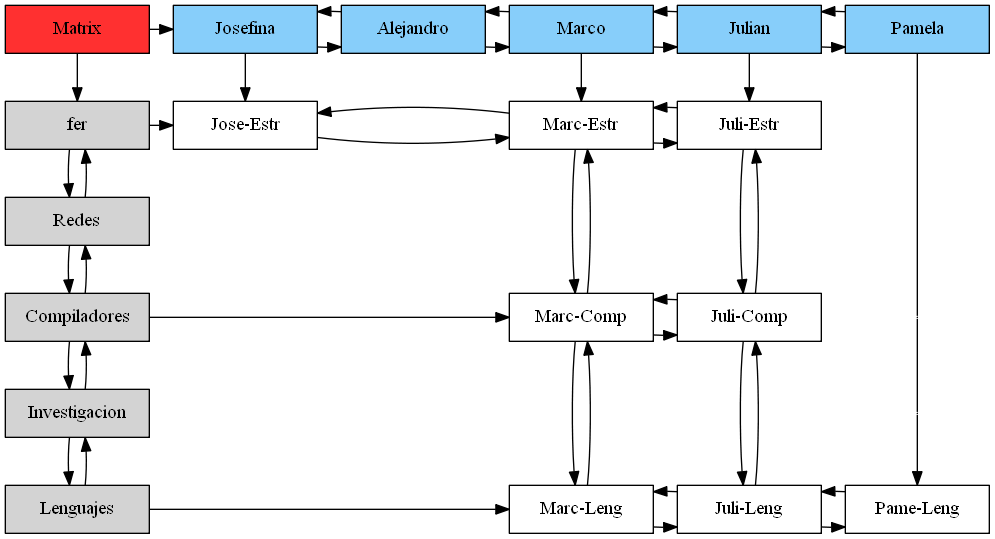 Matrix
Josefina
Alejandro
Marco
Julian
Pamela
fer
Jose-Estr
Marc-Estr
Juli-Estr
Redes
Compiladores
Marc-Comp
Juli-Comp
Investigacion
Lenguajes
Marc-Leng
Juli-Leng
Pame-Leng